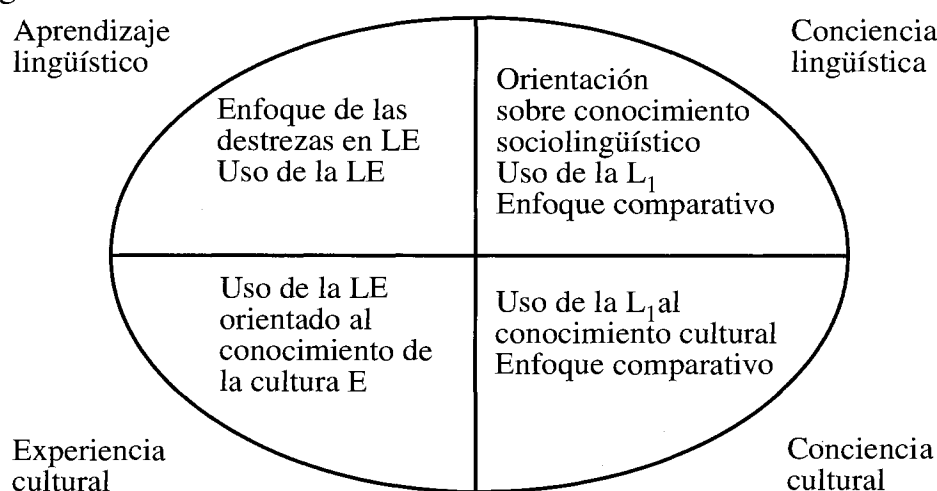 Aprendizaje
lingüístico
Conciencia
lingüística
Enfoque de las
destrezas en LE
Uso de la LE
Orientación
sobre conocimiento
sociolingüístico
Uso de la L₁
Enfoque comparativo
Uso de la LE
orientado al
conocimiento de
la cultura E
Uso de la L₁al
conocimiento cultural
Enfoque comparativo
Experiencia
cultural
Conciencia
cultural